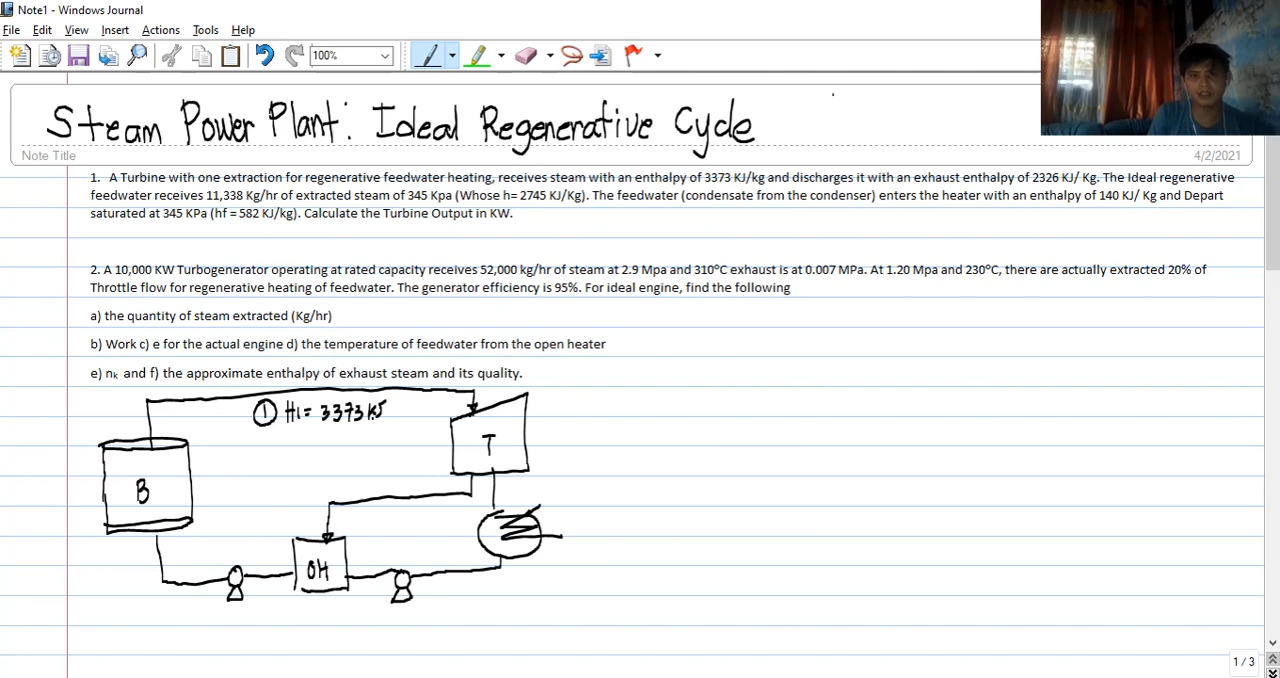 Note1 - Windows Journal
File Edit View Insert Actions Tools Help
100%
Steam Power Plant: Ideal Regenerative Cycle
Note Title
4/2/2021
1. A Turbine with one extraction for regenerative feedwater heating, receives steam with an enthalpy of 3373 KJ/kg and discharges it with an exhaust enthalpy of 2326 KJ/ Kg. The Ideal regenerative
feedwater receives 11,338 Kg/hr of extracted steam of 345 Kpa (Whose h= 2745 KJ/Kg). The feedwater (condensate from the condenser) enters the heater with an enthalpy of 140 KJ/ Kg and Depart
saturated at 345 KPa (hf = 582 KJ/kg). Calculate the Turbine Output in KW.
2. A 10,000 KW Turbogenerator operating at rated capacity receives 52,000 kg/hr of steam at 2.9 Mpa and 310°C exhaust is at 0.007 MPa. At 1.20 Mpa and 230°C, there are actually extracted 20% of
Throttle flow for regenerative heating of feedwater. The generator efficiency is 95%. For ideal engine, find the following
a) the quantity of steam extracted (Kg/hr)
b) Work c) e for the actual engine d) the temperature of feedwater from the open heater
e) nₖ and f) the approximate enthalpy of exhaust steam and its quality.
① H1= 3373 KJ
T
B
OH
1 / 3